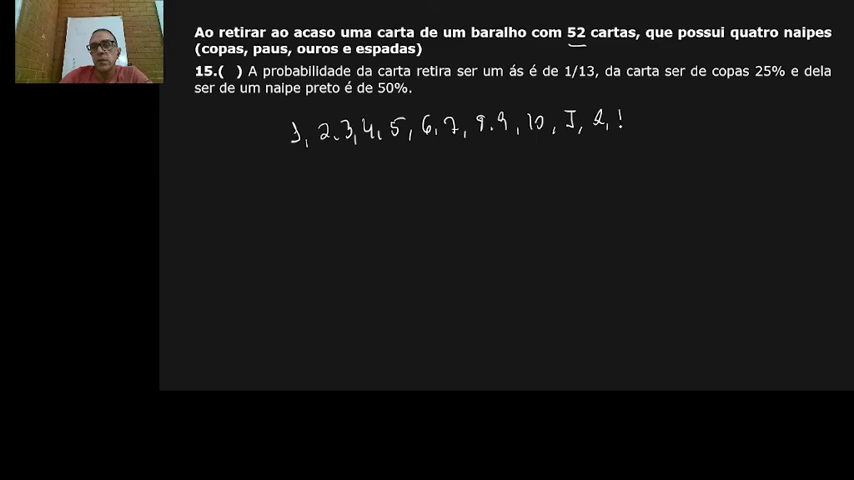 Ao retirar ao acaso uma carta de um baralho com 52 cartas, que possui quatro naipes
(copas, paus, ouros e espadas)
15.( ) A probabilidade da carta retira ser um ás é de 1/13, da carta ser de copas 25% e dela
ser de um naipe preto é de 50%.
1, 2, 3, 4, 5, 6, 7, 8, 9, 10, J, Q,